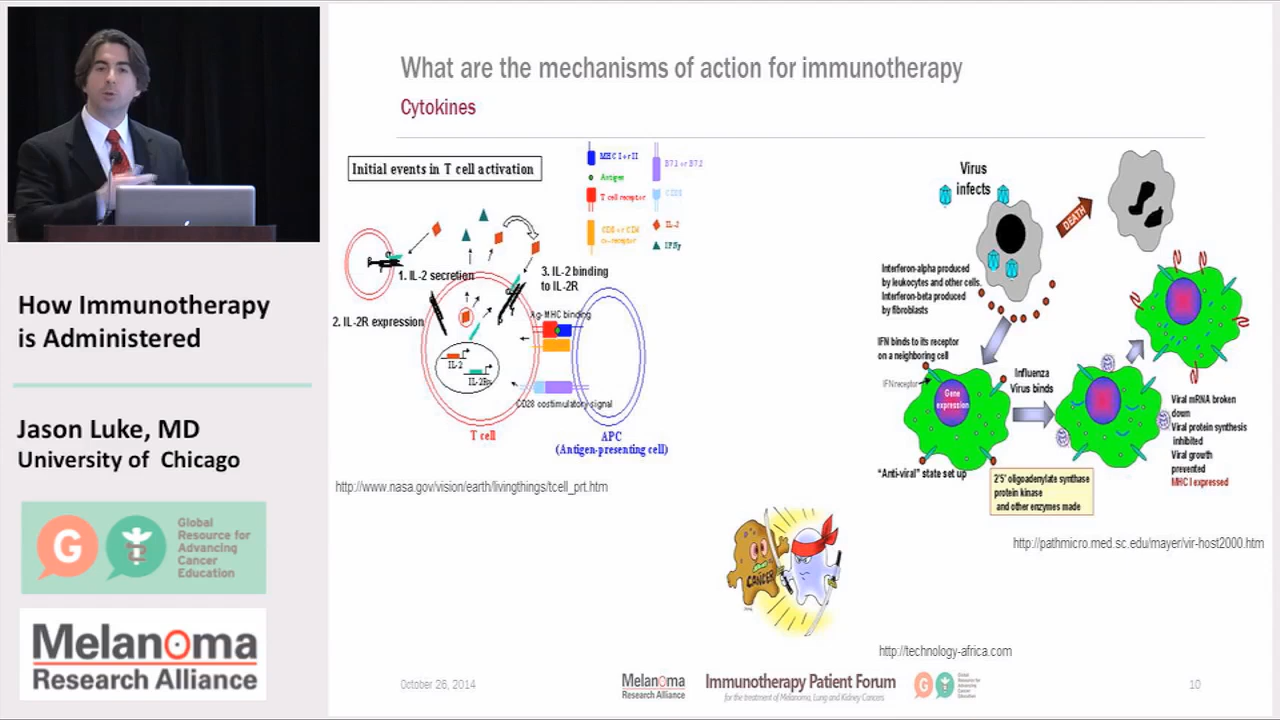 What are the mechanisms of action for immunotherapy
Cytokines
Initial events in T cell activation
MHC I or II
Antigen
T cell receptor
CD8 or CD4
co-receptor
B7.1 or B7.2
CD28
IL-2
IFNγ
1. IL-2 secretion
2. IL-2R expression
3. IL-2 binding
to IL-2R
Ag-MHC binding
IL-2
IL-2Rα
CD28 costimulatory signal
T cell
APC
(Antigen-presenting cell)
http://www.nasa.gov/vision/earth/livingthings/tcell_prt.htm
Virus
infects
DEATH
Interferon-alpha produced
by leukocytes and other cells.
Interferon-beta produced
by fibroblasts
IFN binds to its receptor
on a neighboring cell
IFN receptor
Gene
expression
Influenza
Virus binds
Viral mRNA broken
down
Viral protein synthesis
inhibited
Viral growth
prevented
MHC I expressed
"Anti-viral" state set up
2'5' oligoadenylate synthase
protein kinase
and other enzymes made
http://pathmicro.med.sc.edu/mayer/vir-host2000.htm
CANCER
http://technology-africa.com
How Immunotherapy
is Administered
Jason Luke, MD
University of Chicago
G
Global
Resource for
Advancing
Cancer
Education
Melanoma
Research Alliance
October 26, 2014
Melanoma
Research Alliance
Immunotherapy Patient Forum
for the treatment of Melanoma, Lung and Kidney Cancers
G
Global
Resource for
Advancing
Cancer
Education
10